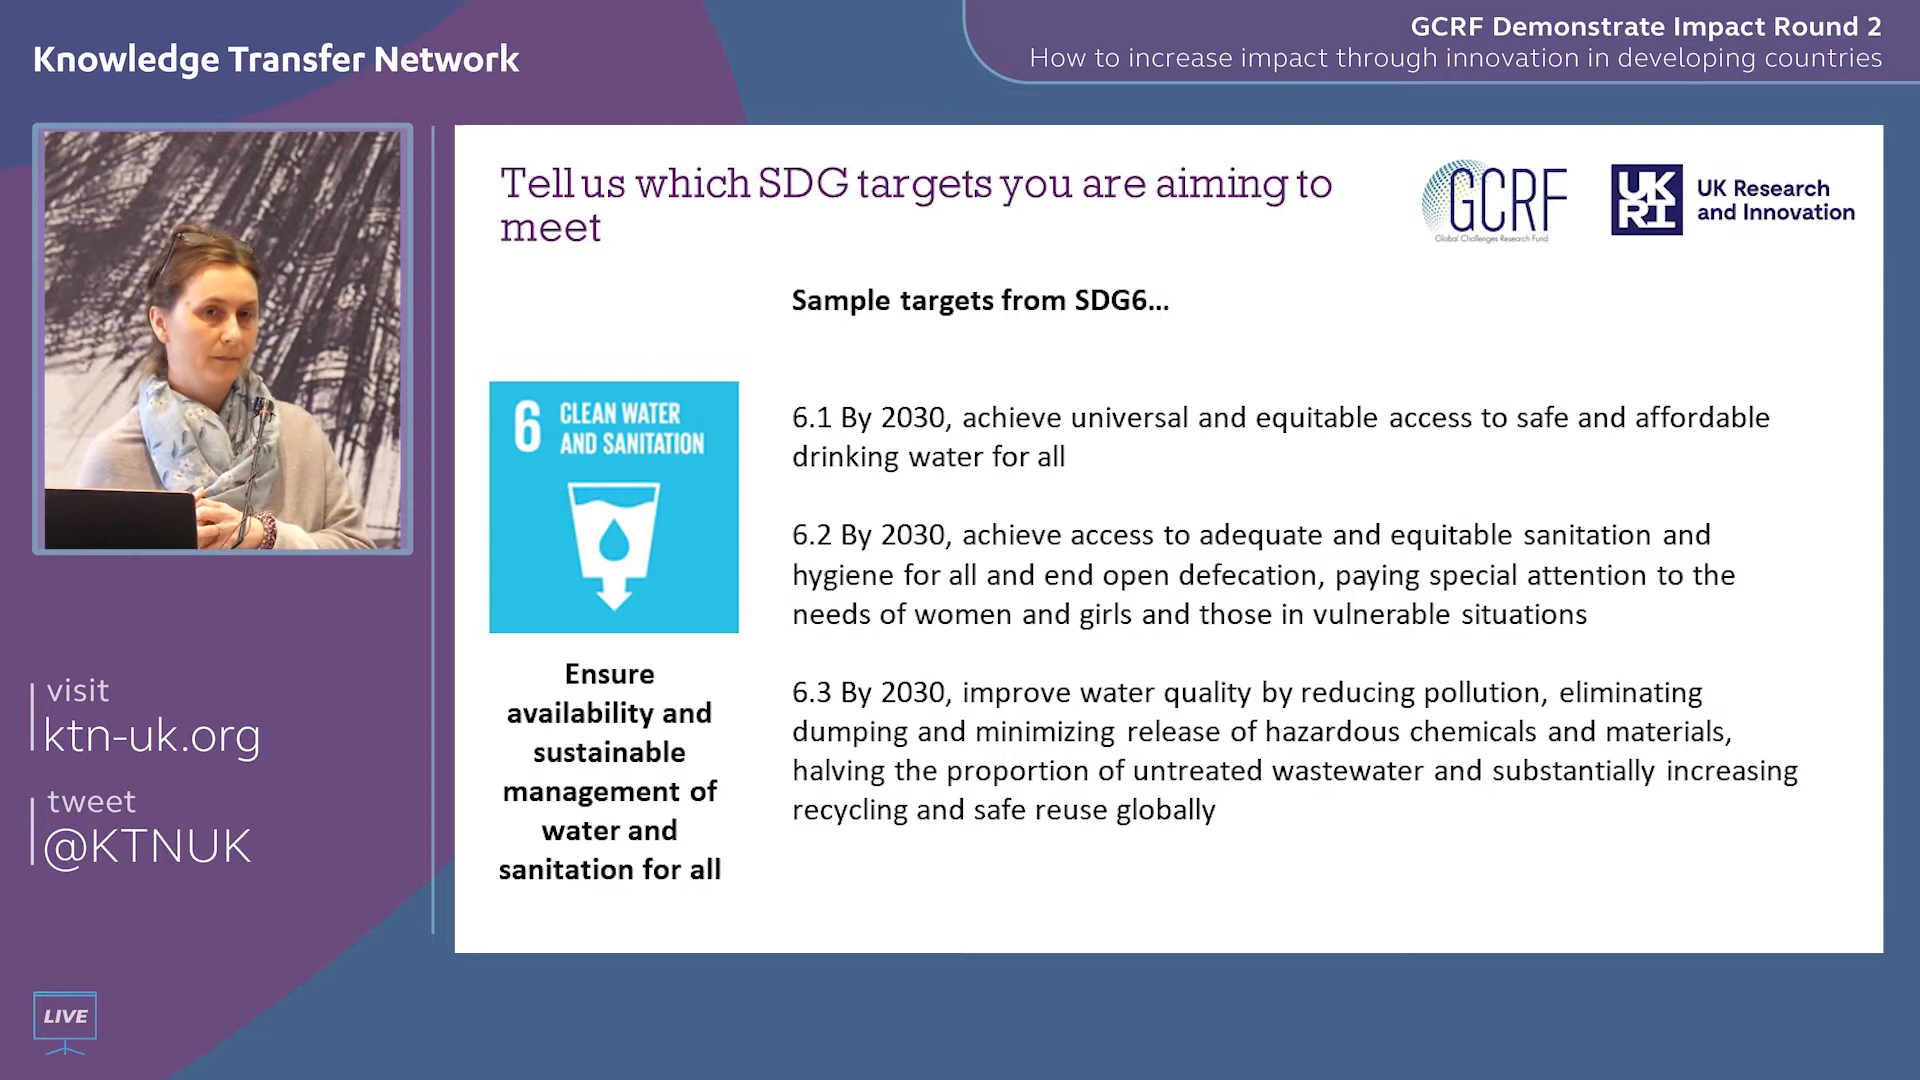 Knowledge Transfer Network
GCRF Demonstrate Impact Round 2
How to increase impact through innovation in developing countries
Tell us which SDG targets you are aiming to
meet
GCRF
Global Challenges Research Fund
UK
RI
UK Research
and Innovation
Sample targets from SDG6...
6 CLEAN WATER
AND SANITATION
Ensure
availability and
sustainable
management of
water and
sanitation for all
6.1 By 2030, achieve universal and equitable access to safe and affordable
drinking water for all
6.2 By 2030, achieve access to adequate and equitable sanitation and
hygiene for all and end open defecation, paying special attention to the
needs of women and girls and those in vulnerable situations
6.3 By 2030, improve water quality by reducing pollution, eliminating
dumping and minimizing release of hazardous chemicals and materials,
halving the proportion of untreated wastewater and substantially increasing
recycling and safe reuse globally
visit
ktn-uk.org
tweet
@KTNUK
LIVE